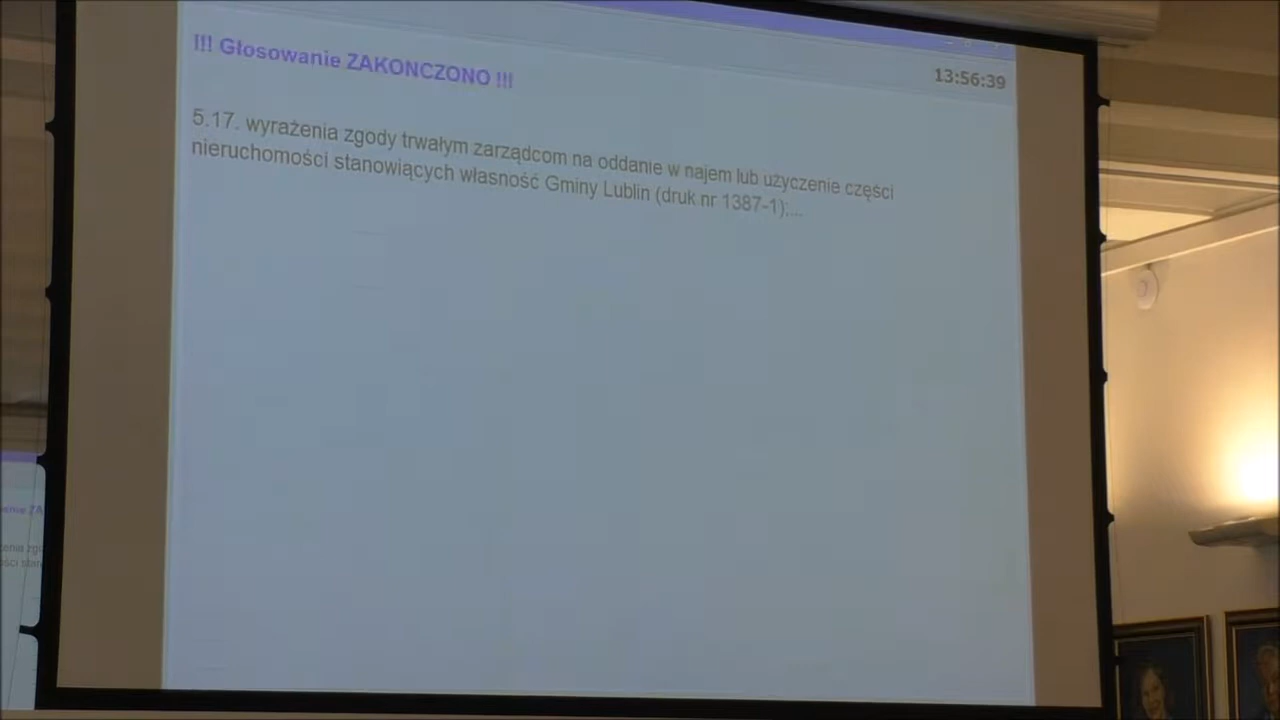 !!! Głosowanie ZAKONCZONO !!!
13:56:39
5.17. wyrażenia zgody trwałym zarządcom na oddanie w najem lub użyczenie części
nieruchomości stanowiących własność Gminy Lublin (druk nr 1387-1);...